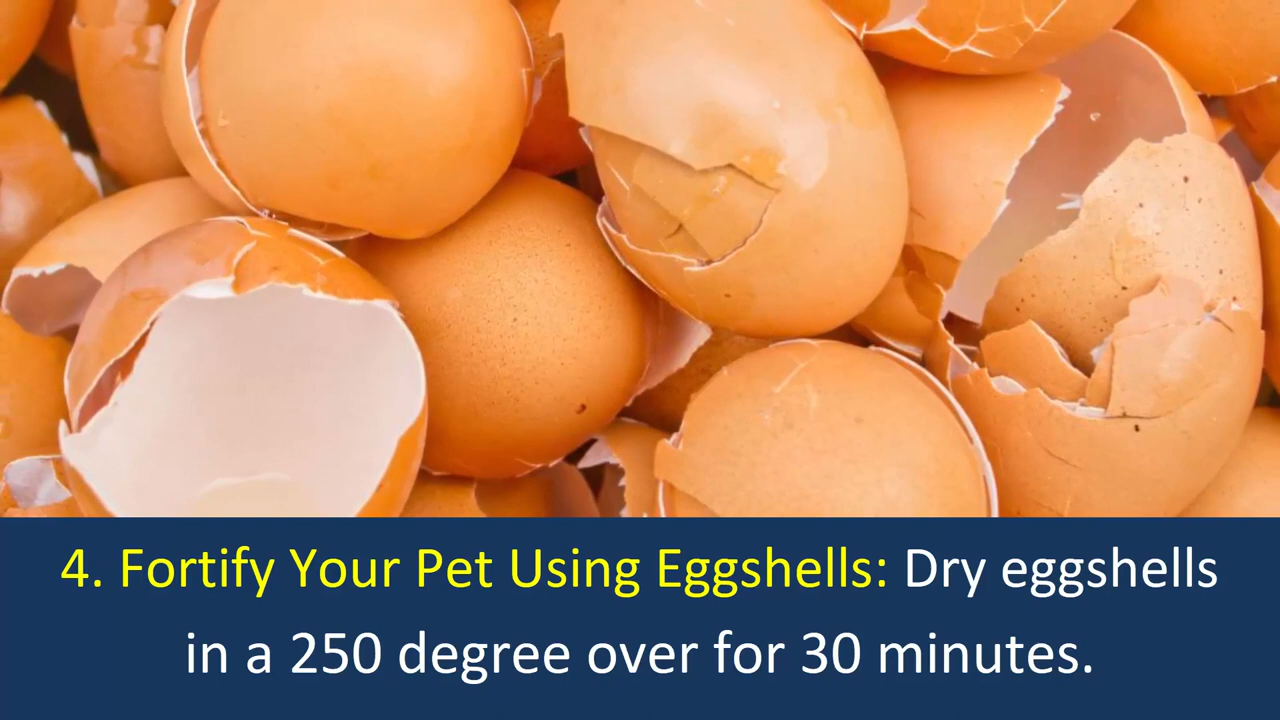 4. Fortify Your Pet Using Eggshells: Dry eggshells
in a 250 degree over for 30 minutes.